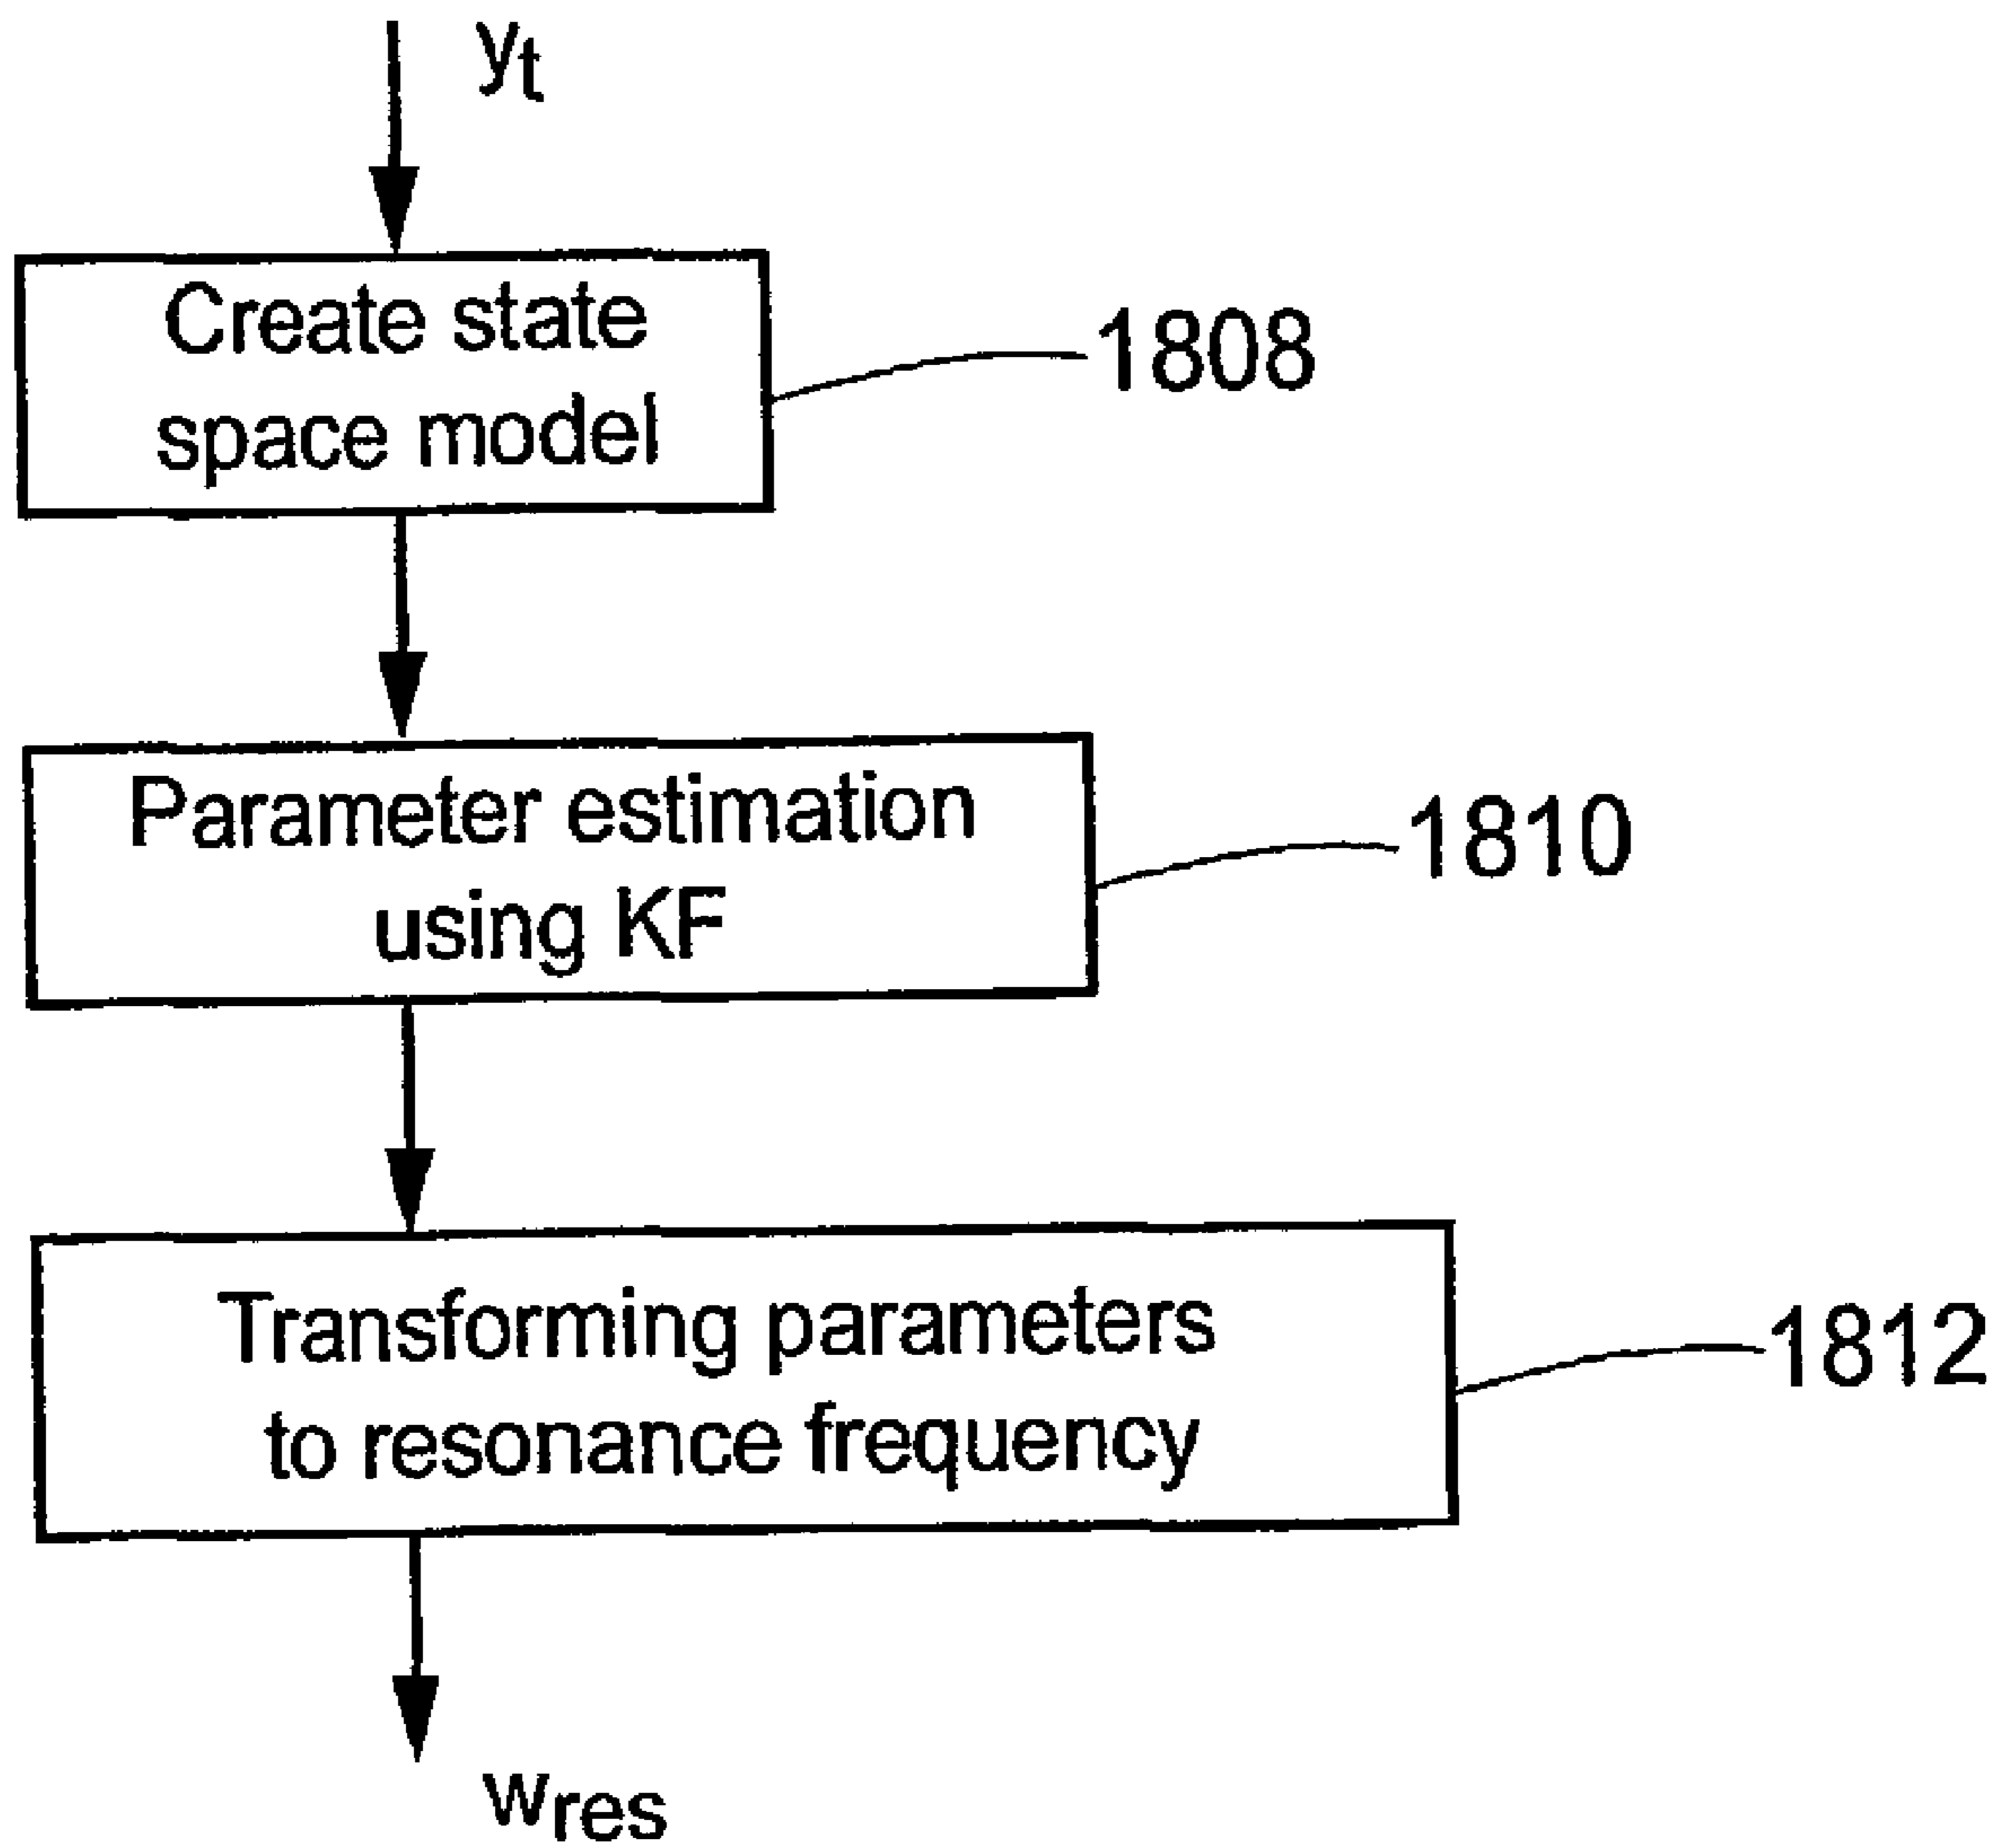 yt
Create state
space model
1808
Parameter estimation
using KF
1810
Transforming parameters
to resonance frequency
1812
wres